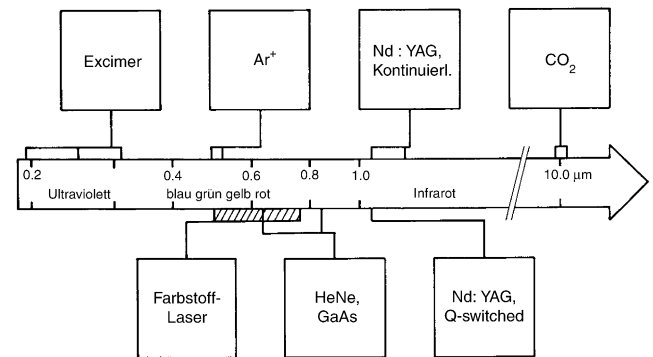 Excimer
Ar+
Nd : YAG,
Kontinuierl.
CO2
0.2
0.4
0.6
0.8
1.0
10.0 µm
Ultraviolett
blau grün gelb rot
Infrarot
Farbstoff-
Laser
HeNe,
GaAs
Nd: YAG,
Q-switched